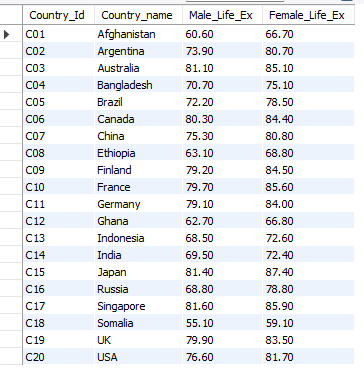 Country_Id Country_name Male_Life_Ex Female_Life_Ex
C01 Afghanistan 60.60 66.70
C02 Argentina 73.90 80.70
C03 Australia 81.10 85.10
C04 Bangladesh 70.70 75.10
C05 Brazil 72.20 78.50
C06 Canada 80.30 84.40
C07 China 75.30 80.80
C08 Ethiopia 63.10 68.80
C09 Finland 79.20 84.50
C10 France 79.70 85.60
C11 Germany 79.10 84.00
C12 Ghana 62.70 66.80
C13 Indonesia 68.50 72.60
C14 India 69.50 72.40
C15 Japan 81.40 87.40
C16 Russia 68.80 78.80
C17 Singapore 81.60 85.90
C18 Somalia 55.10 59.10
C19 UK 79.90 83.50
C20 USA 76.60 81.70